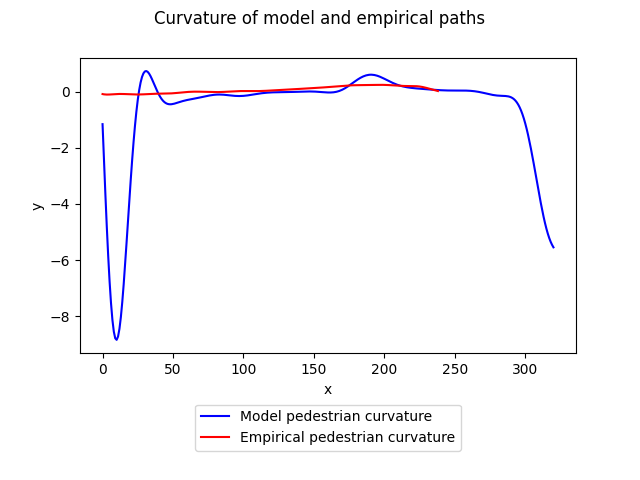 Curvature of model and empirical paths
0
−2
−4
−6
−8
y
0 50 100 150 200 250 300
x
Model pedestrian curvature
Empirical pedestrian curvature